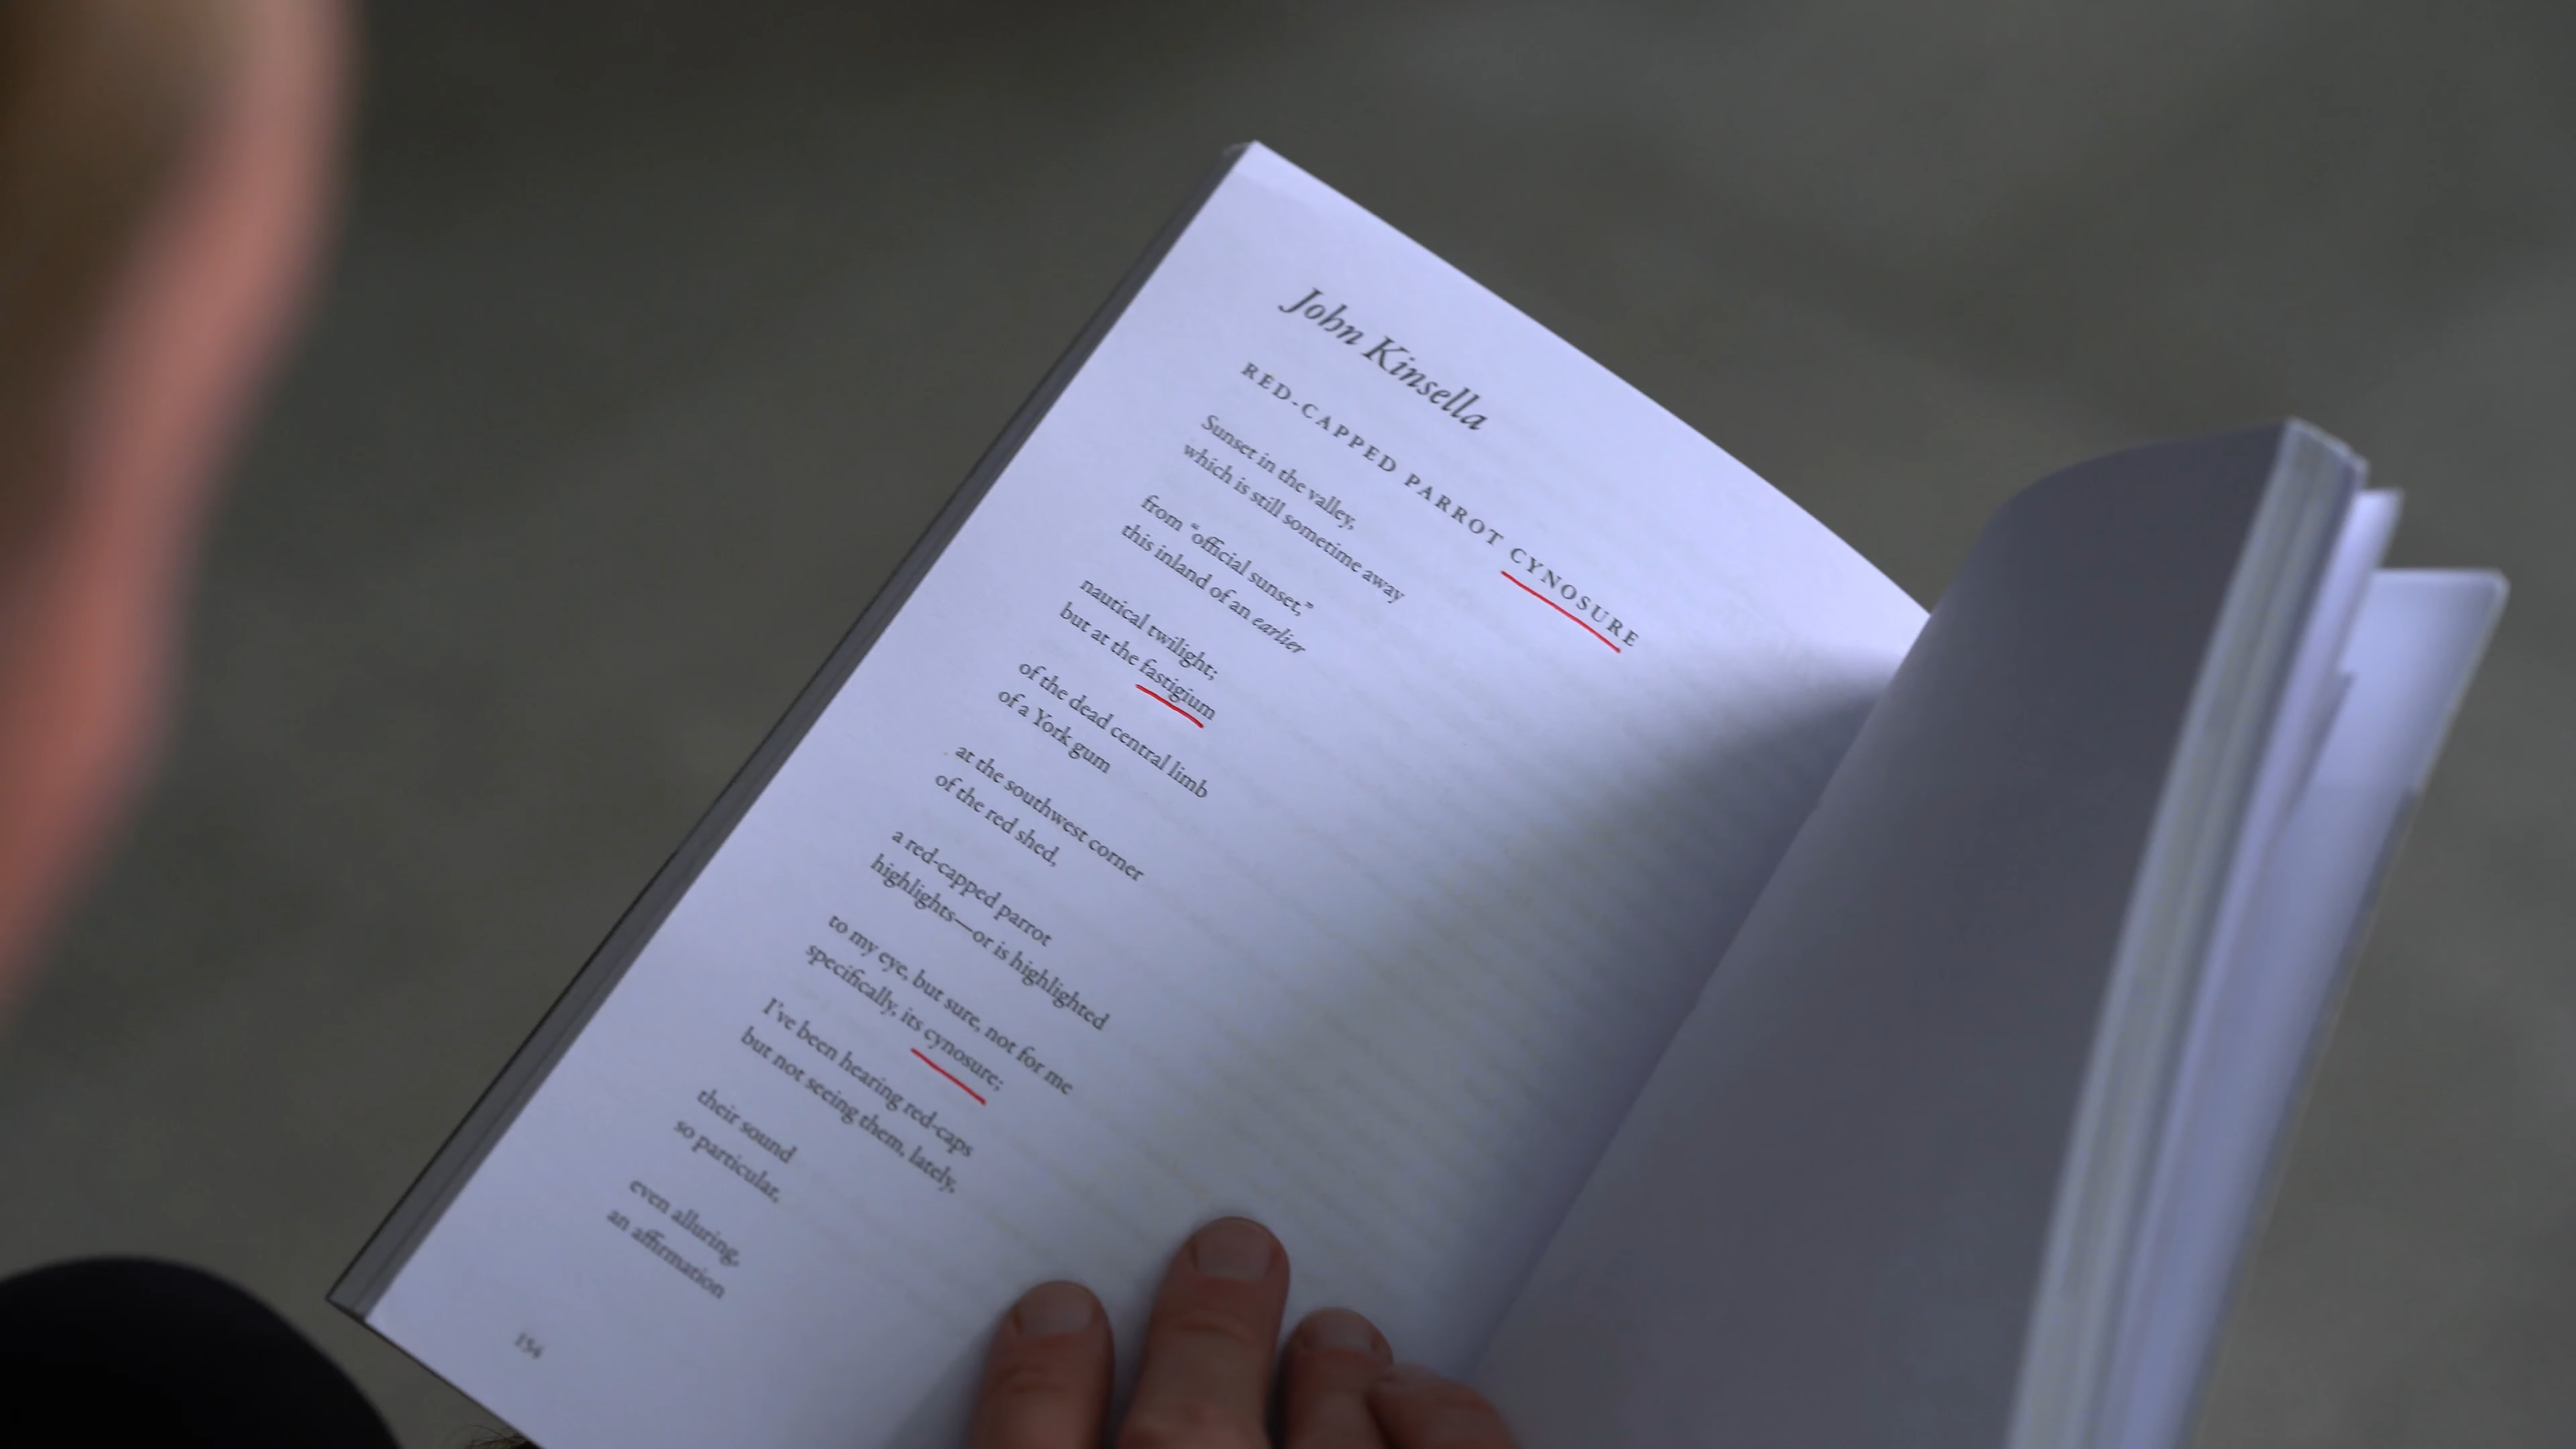 John Kinsella
RED-CAPPED PARROT CYNOSURE
Sunset in the valley,
which is still sometime away
from “official sunset,”
this inland of an earlier
nautical twilight;
but at the fastigium
of the dead central limb
of a York gum
at the southwest corner
of the red shed,
a red-capped parrot
highlights—or is highlighted
to my eye, but sure, not for me
specifically, its cynosure;
I’ve been hearing red-caps
but not seeing them, lately,
their sound
so particular,
even alluring,
an affirmation
154